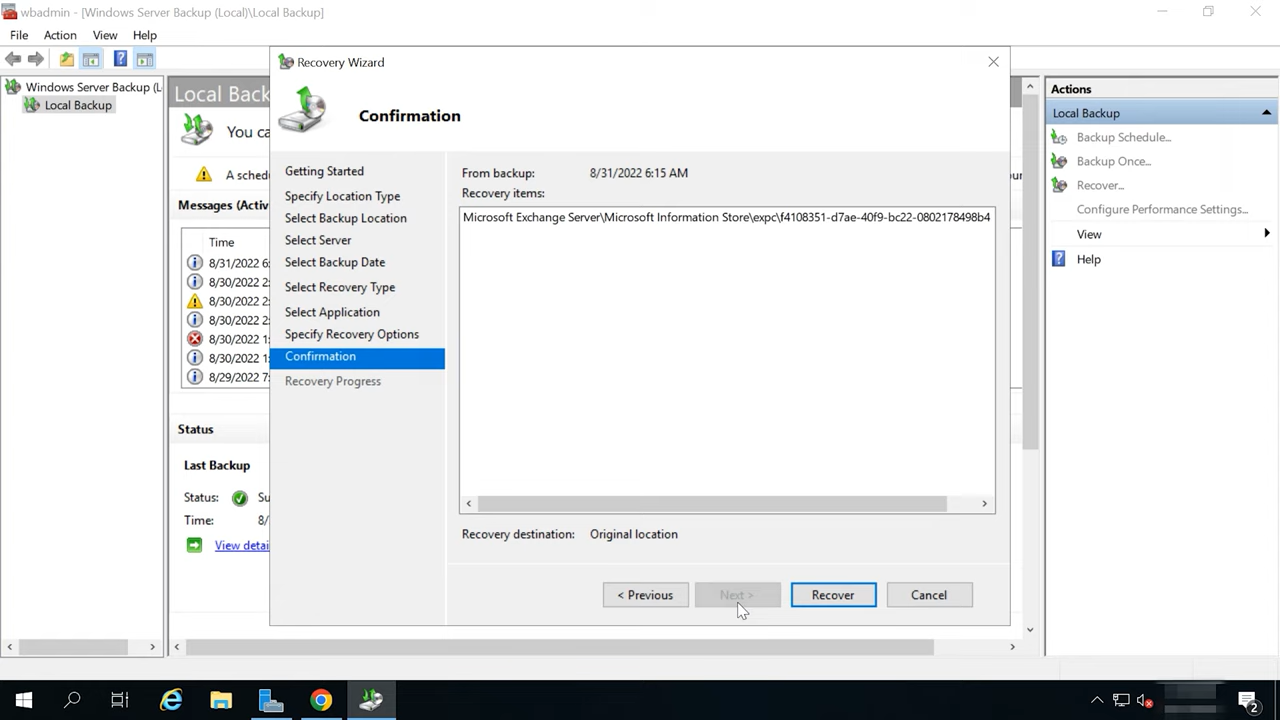 wbadmin - [Windows Server Backup (Local)\Local Backup]
File Action View Help
Windows Server Backup (L
Local Backup
Local Back
You ca
A sched
our
Messages (Activ
Time
8/31/2022 6:
8/30/2022 2:
8/30/2022 2:
8/30/2022 2:
8/30/2022 1:
8/30/2022 1:
8/29/2022 7:
Status
Last Backup
Status: Su
Time: 8/
View detai
Recovery Wizard
Confirmation
Getting Started
Specify Location Type
Select Backup Location
Select Server
Select Backup Date
Select Recovery Type
Select Application
Specify Recovery Options
Confirmation
Recovery Progress
From backup: 8/31/2022 6:15 AM
Recovery items:
Microsoft Exchange Server\Microsoft Information Store\expc\f4108351-d7ae-40f9-bc22-0802178498b4
Recovery destination: Original location
< Previous
Next >
Recover
Cancel
Actions
Local Backup
Backup Schedule...
Backup Once...
Recover...
Configure Performance Settings...
View
Help
2